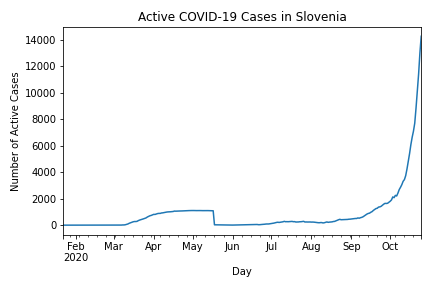 Active COVID-19 Cases in Slovenia
Number of Active Cases
14000
12000
10000
8000
6000
4000
2000
0
Feb Mar Apr May Jun Jul Aug Sep Oct
2020
Day